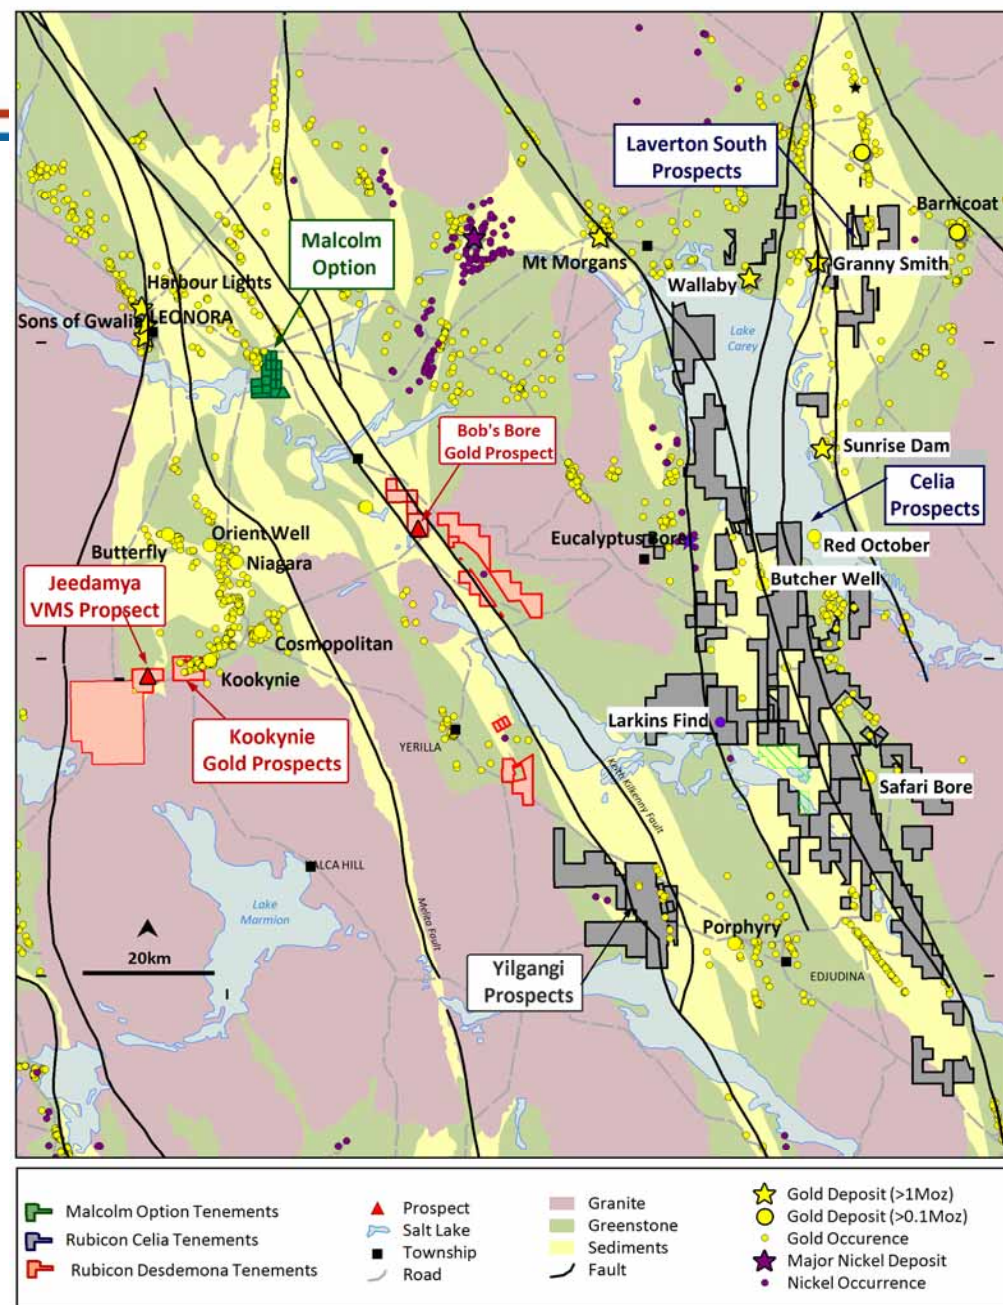 Laverton South
Prospects
Barnicoat
Malcolm
Option
Mt Morgans
Granny Smith
Wallaby
Harbour Lights
Sons of Gwalia
LEONORA
Lake
Carey
Bob's Bore
Gold Prospect
Sunrise Dam
Celia
Prospects
Orient Well
Eucalyptus Bore
Red October
Butterfly
Niagara
Butcher Well
Jeedamya
VMS Propsect
Cosmopolitan
Kookynie
Larkins Find
Kookynie
Gold Prospects
YERILLA
Keith Kilkenny Fault
Safari Bore
ALCA HILL
Lake
Marmion
Melita Fault
Porphyry
20km
Yilgangi
Prospects
EDJUDINA
Malcolm Option Tenements
Rubicon Celia Tenements
Rubicon Desdemona Tenements
Prospect
Salt Lake
Township
Road
Granite
Greenstone
Sediments
Fault
Gold Deposit (>1Moz)
Gold Deposit (>0.1Moz)
Gold Occurence
Major Nickel Deposit
Nickel Occurrence